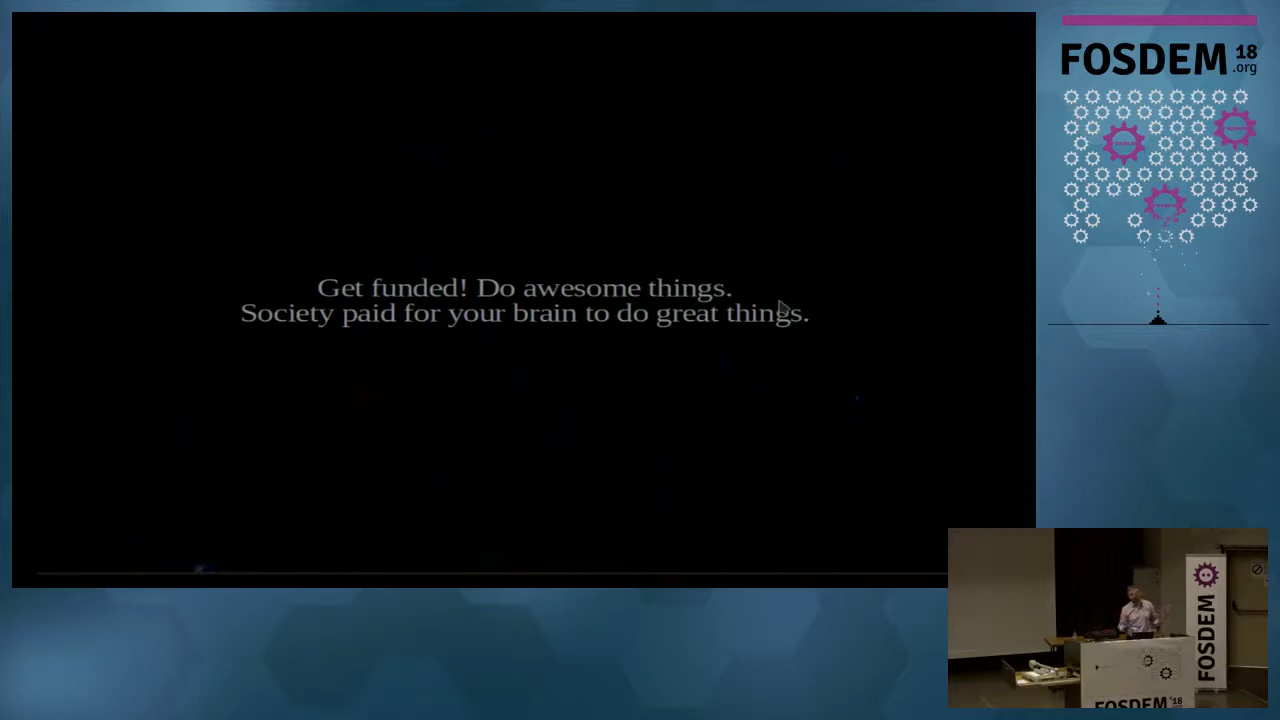 Get funded! Do awesome things.
Society paid for your brain to do great things.
FOSDEM 18
.org
FOSDEM
FOSDEM '18